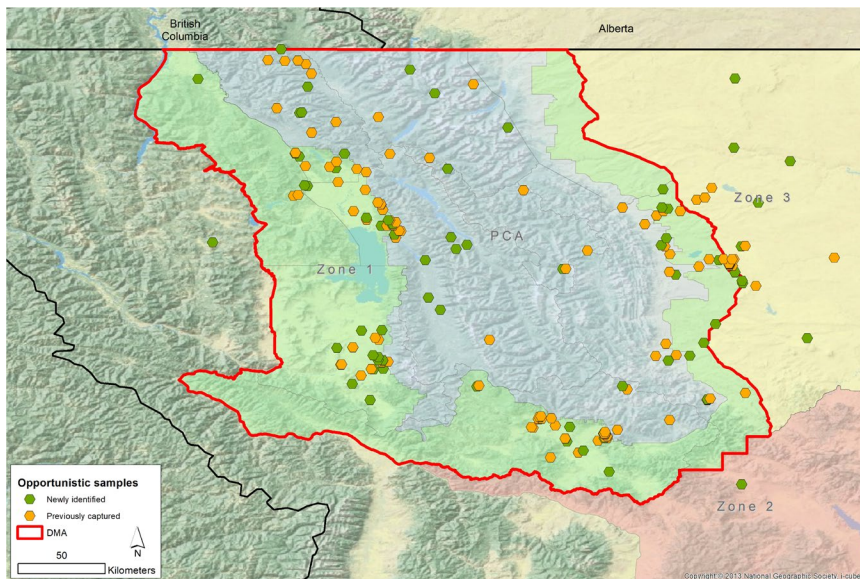 British
Columbia
Alberta
Zone 3
PCA
Zone 1
Opportunistic samples
Newly identified
Previously captured
DMA
N
50
Kilometers
Zone 2
Copyright © 2013 National Geographic Society, i-cubed